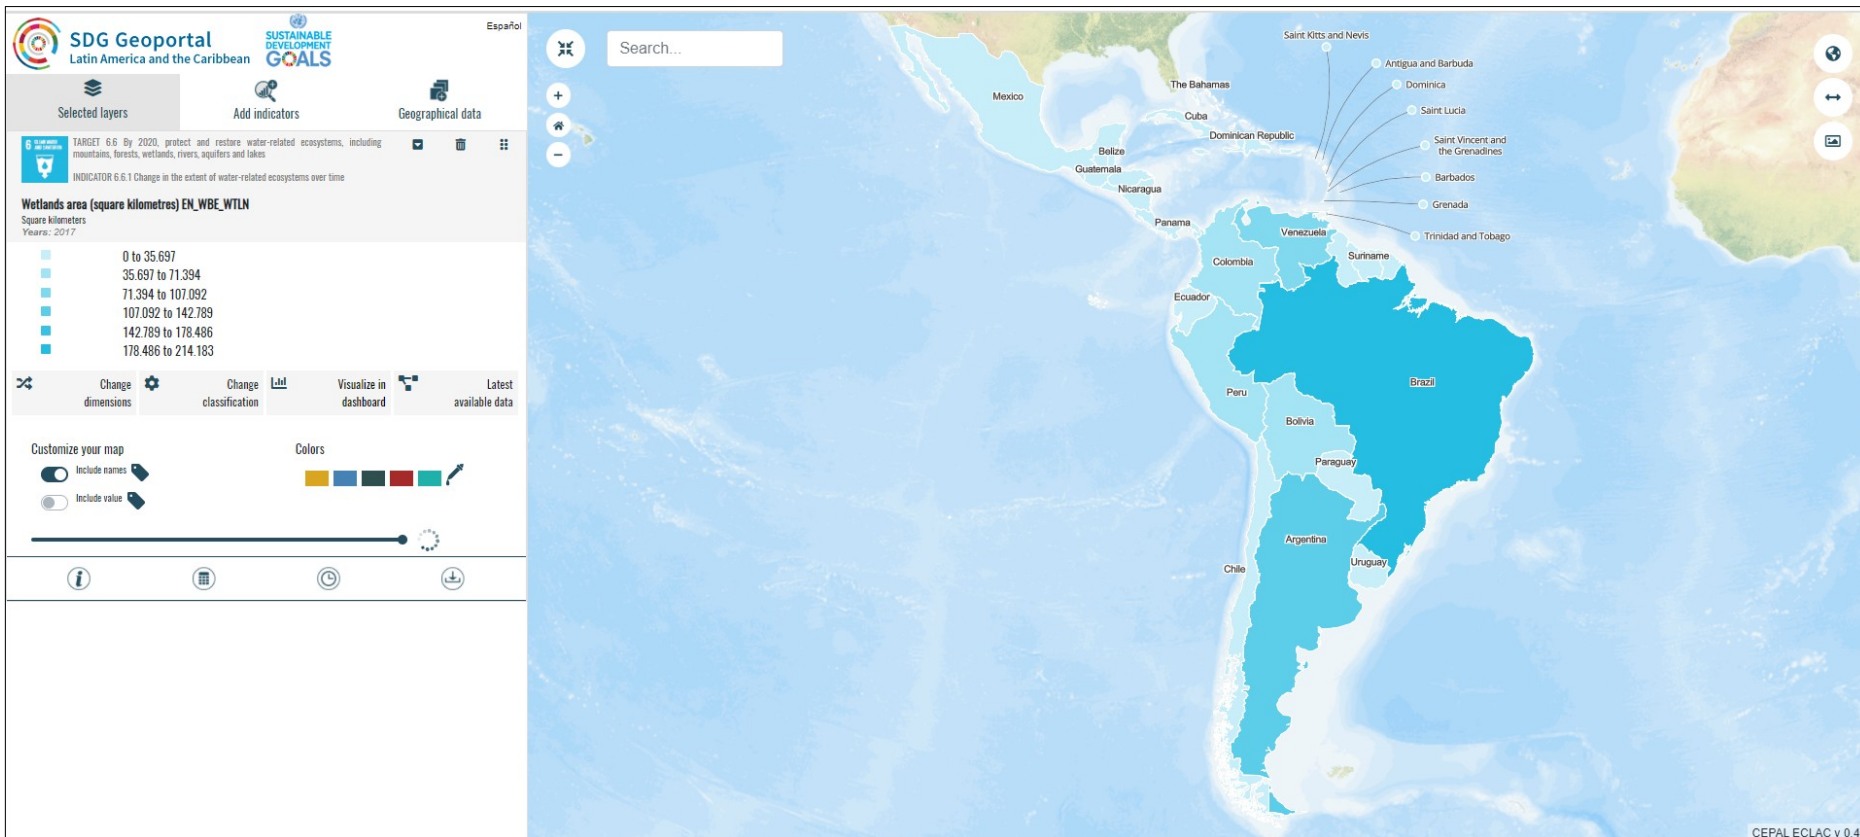 SDG Geoportal
Latin America and the Caribbean
SUSTAINABLE
DEVELOPMENT
GOALS
Español
Selected layers
Add indicators
Geographical data
6
TARGET 6.6 By 2020, protect and restore water-related ecosystems, including
mountains, forests, wetlands, rivers, aquifers and lakes
INDICATOR 6.6.1 Change in the extent of water-related ecosystems over time
Wetlands area (square kilometres) EN_WBE_WTLN
Square kilometers
Years: 2017
0 to 35.697
35.697 to 71.394
71.394 to 107.092
107.092 to 142.789
142.789 to 178.486
178.486 to 214.183
Change
dimensions
Change
classification
Visualize in
dashboard
Latest
available data
Customize your map
Colors
Include names
Include value
Search...
Mexico
The Bahamas
Cuba
Dominican Republic
Belize
Guatemala
Nicaragua
Panama
Saint Kitts and Nevis
Antigua and Barbuda
Dominica
Saint Lucia
Saint Vincent and
the Grenadines
Barbados
Grenada
Trinidad and Tobago
Venezuela
Colombia
Suriname
Ecuador
Peru
Brazil
Bolivia
Paraguay
Argentina
Chile
Uruguay
CEPAL ECLAC v 0.4